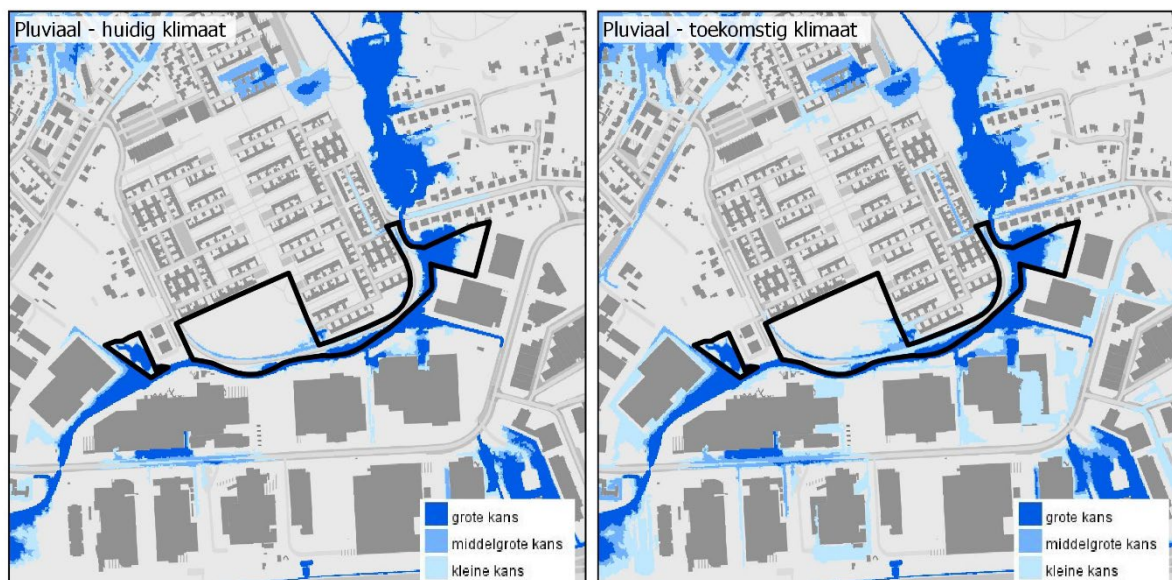 Pluviaal - huidig klimaat
grote kans
middelgrote kans
kleine kans
Pluviaal - toekomstig klimaat
grote kans
middelgrote kans
kleine kans